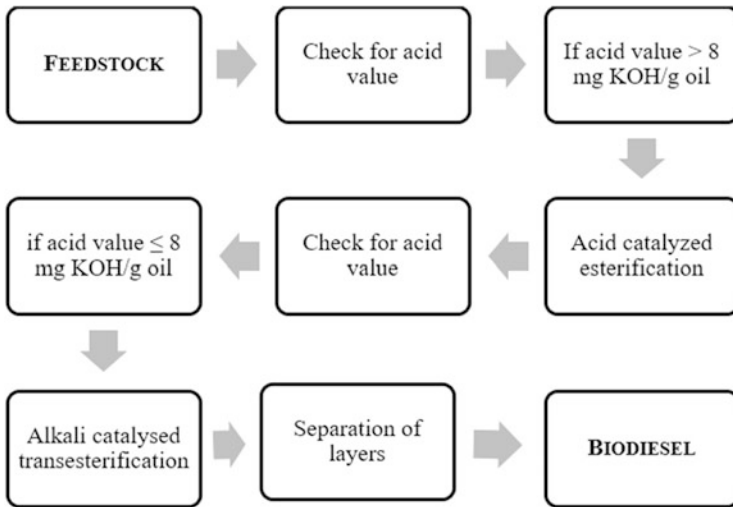 FEEDSTOCK
Check for acid
value
If acid value > 8
mg KOH/g oil
Acid catalyzed
esterification
Check for acid
value
if acid value ≤ 8
mg KOH/g oil
Alkali catalysed
transesterification
Separation of
layers
BIODIESEL